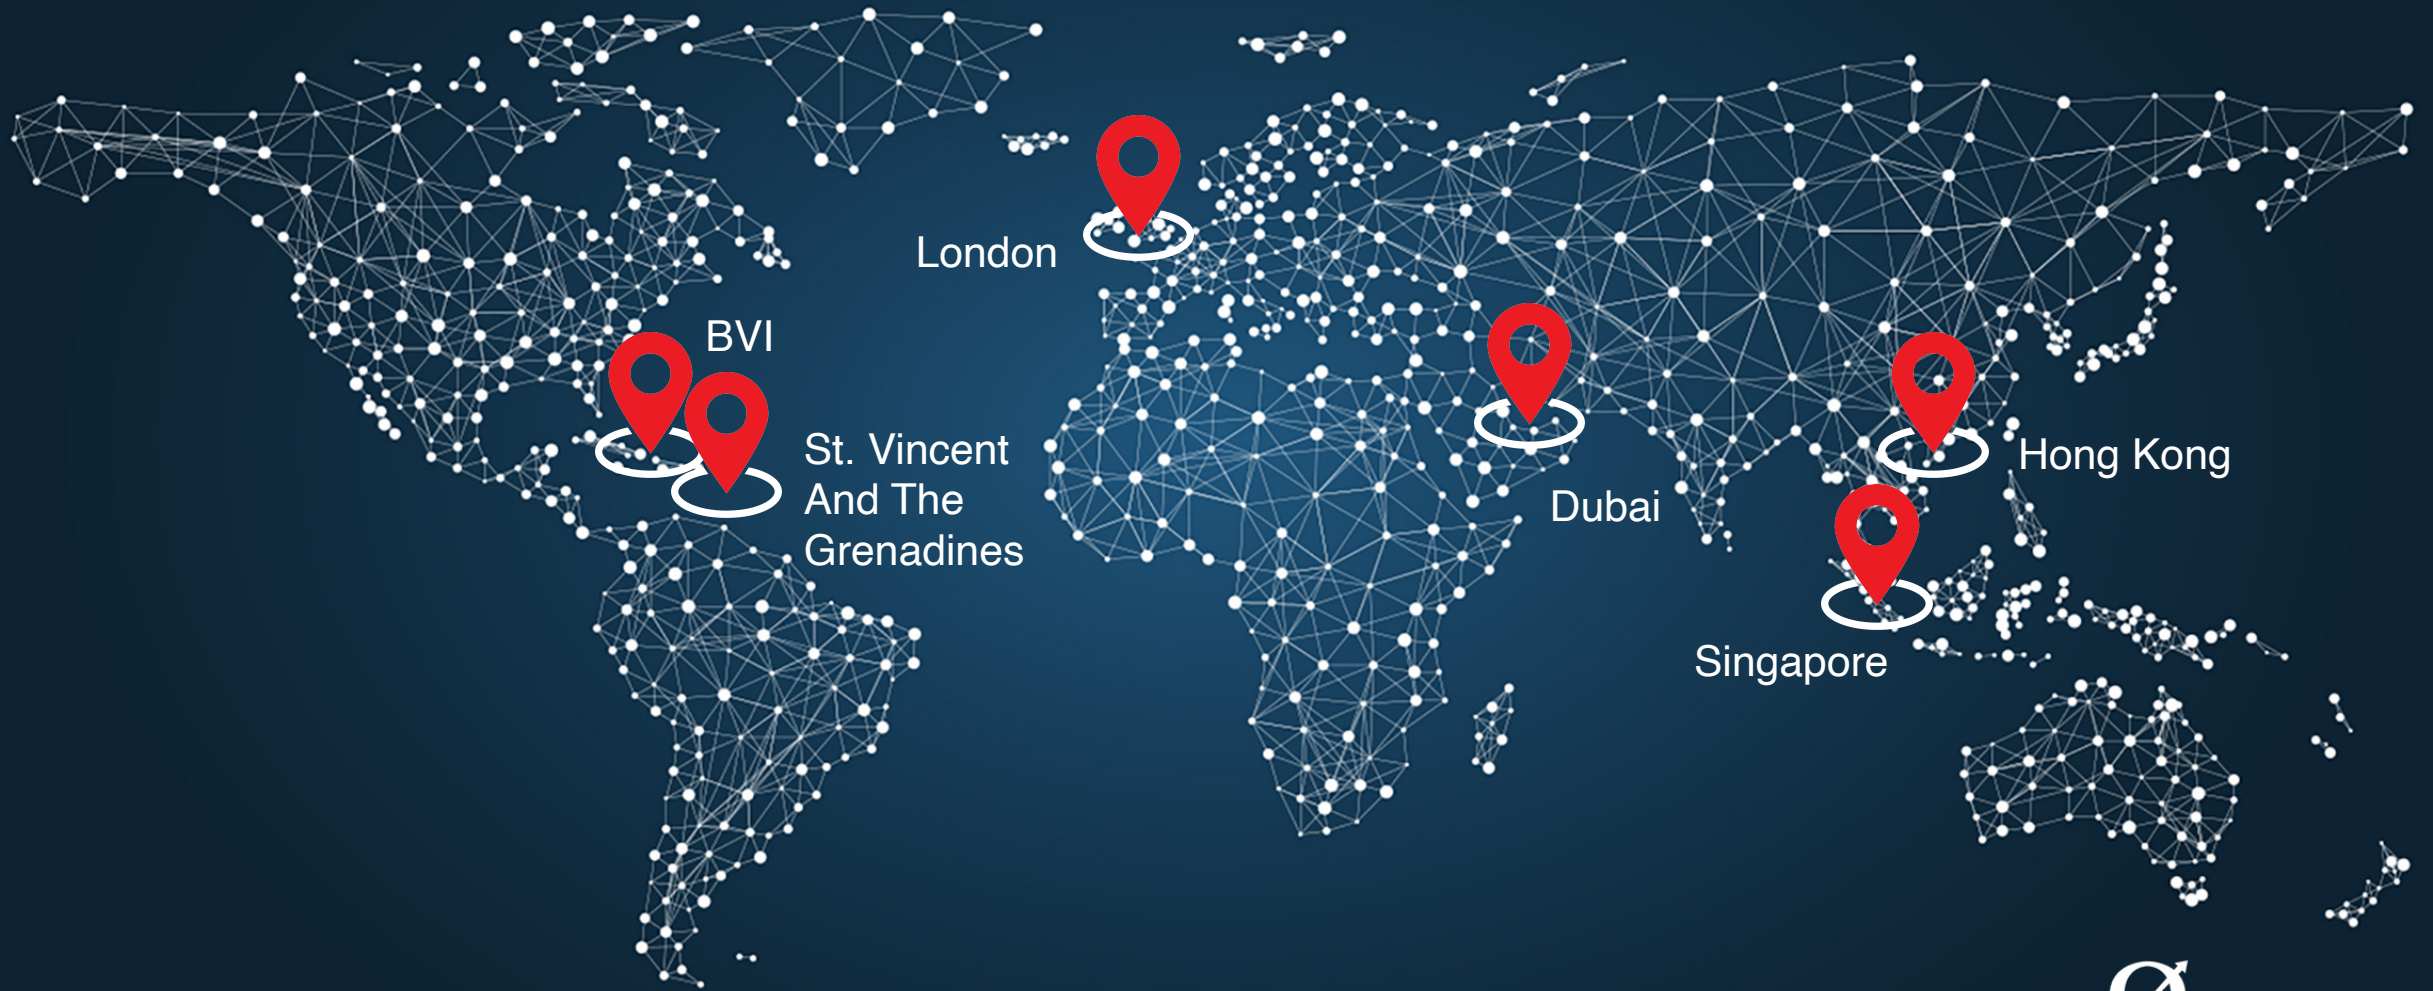 London
BVI
St. Vincent
And The
Grenadines
Hong Kong
Dubai
Singapore